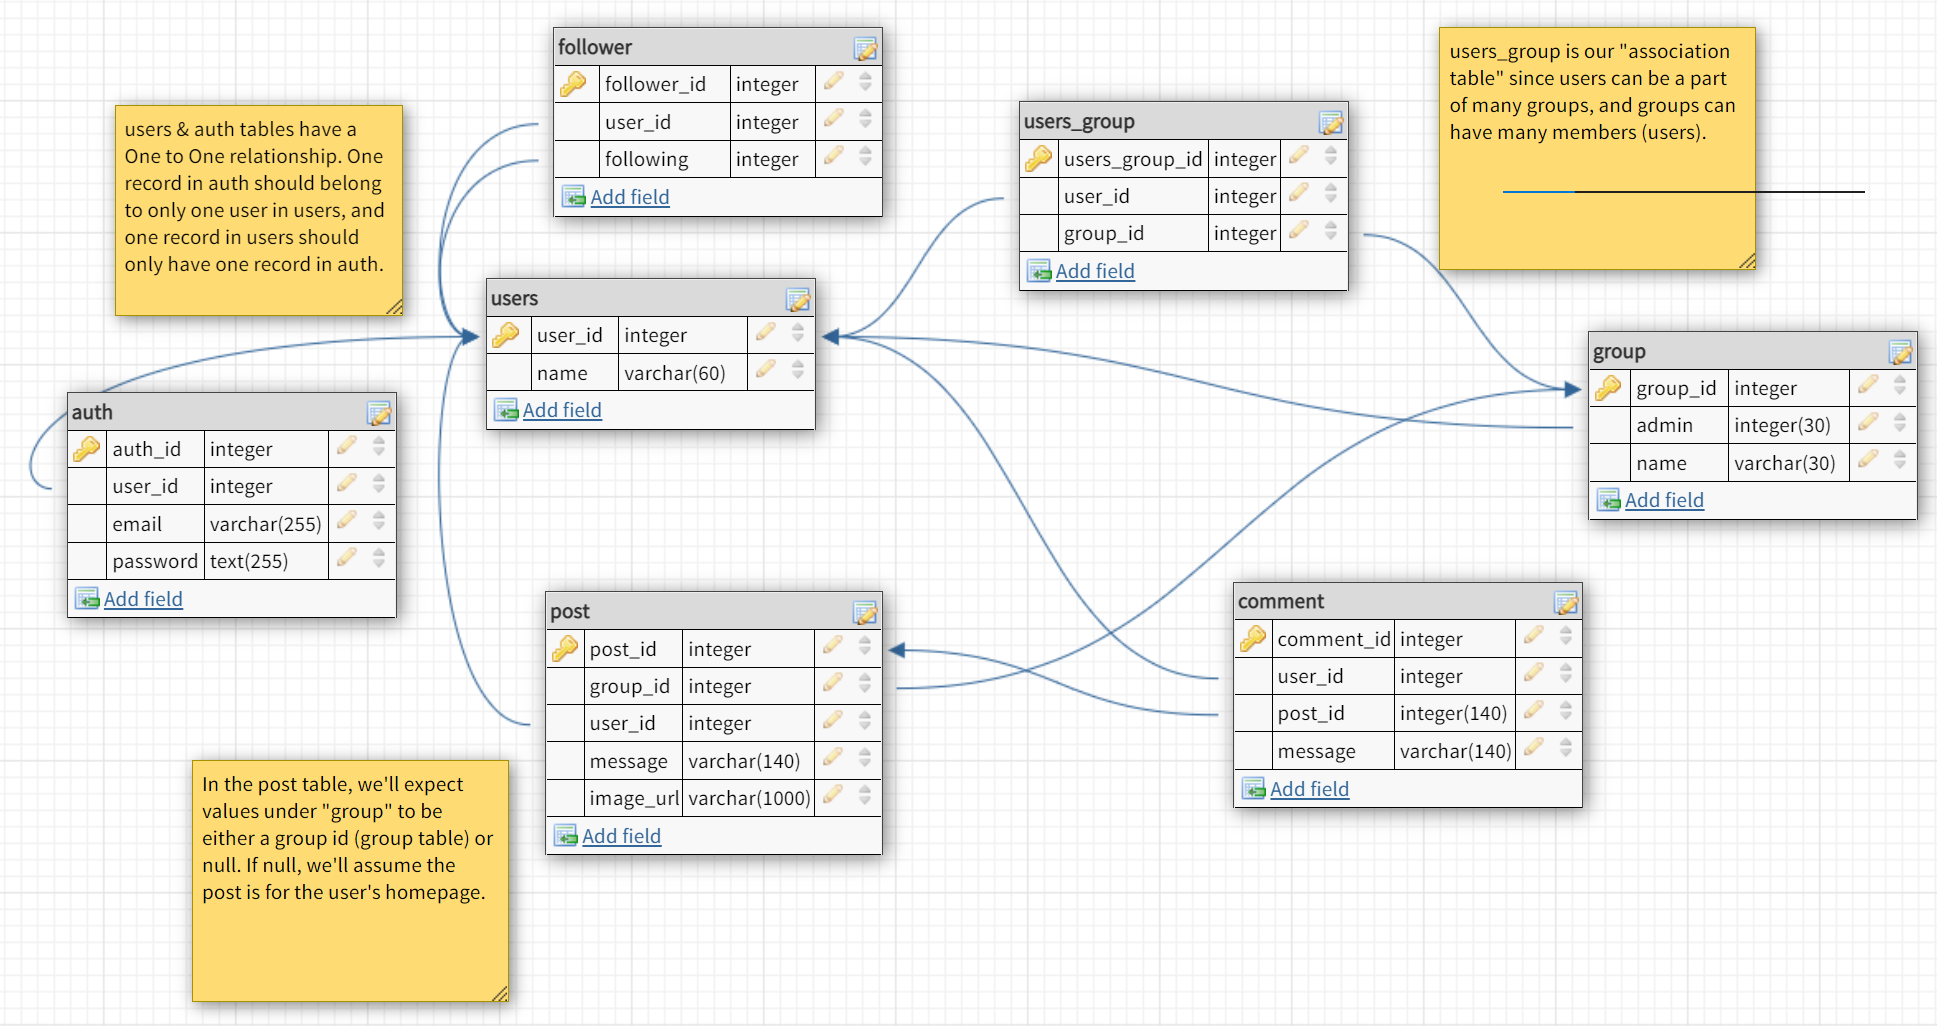 follower
follower_id integer
user_id integer
following integer
Add field
users & auth tables have a
One to One relationship. One
record in auth should belong
to only one user in users, and
one record in users should
only have one record in auth.
users_group
users_group_id integer
user_id integer
group_id integer
Add field
users_group is our "association
table" since users can be a part
of many groups, and groups can
have many members (users).
users
user_id integer
name varchar(60)
Add field
group
group_id integer
admin integer(30)
name varchar(30)
Add field
auth
auth_id integer
user_id integer
email varchar(255)
password text(255)
Add field
post
post_id integer
group_id integer
user_id integer
message varchar(140)
image_url varchar(1000)
Add field
comment
comment_id integer
user_id integer
post_id integer(140)
message varchar(140)
Add field
In the post table, we'll expect
values under "group" to be
either a group id (group table) or
null. If null, we'll assume the
post is for the user's homepage.